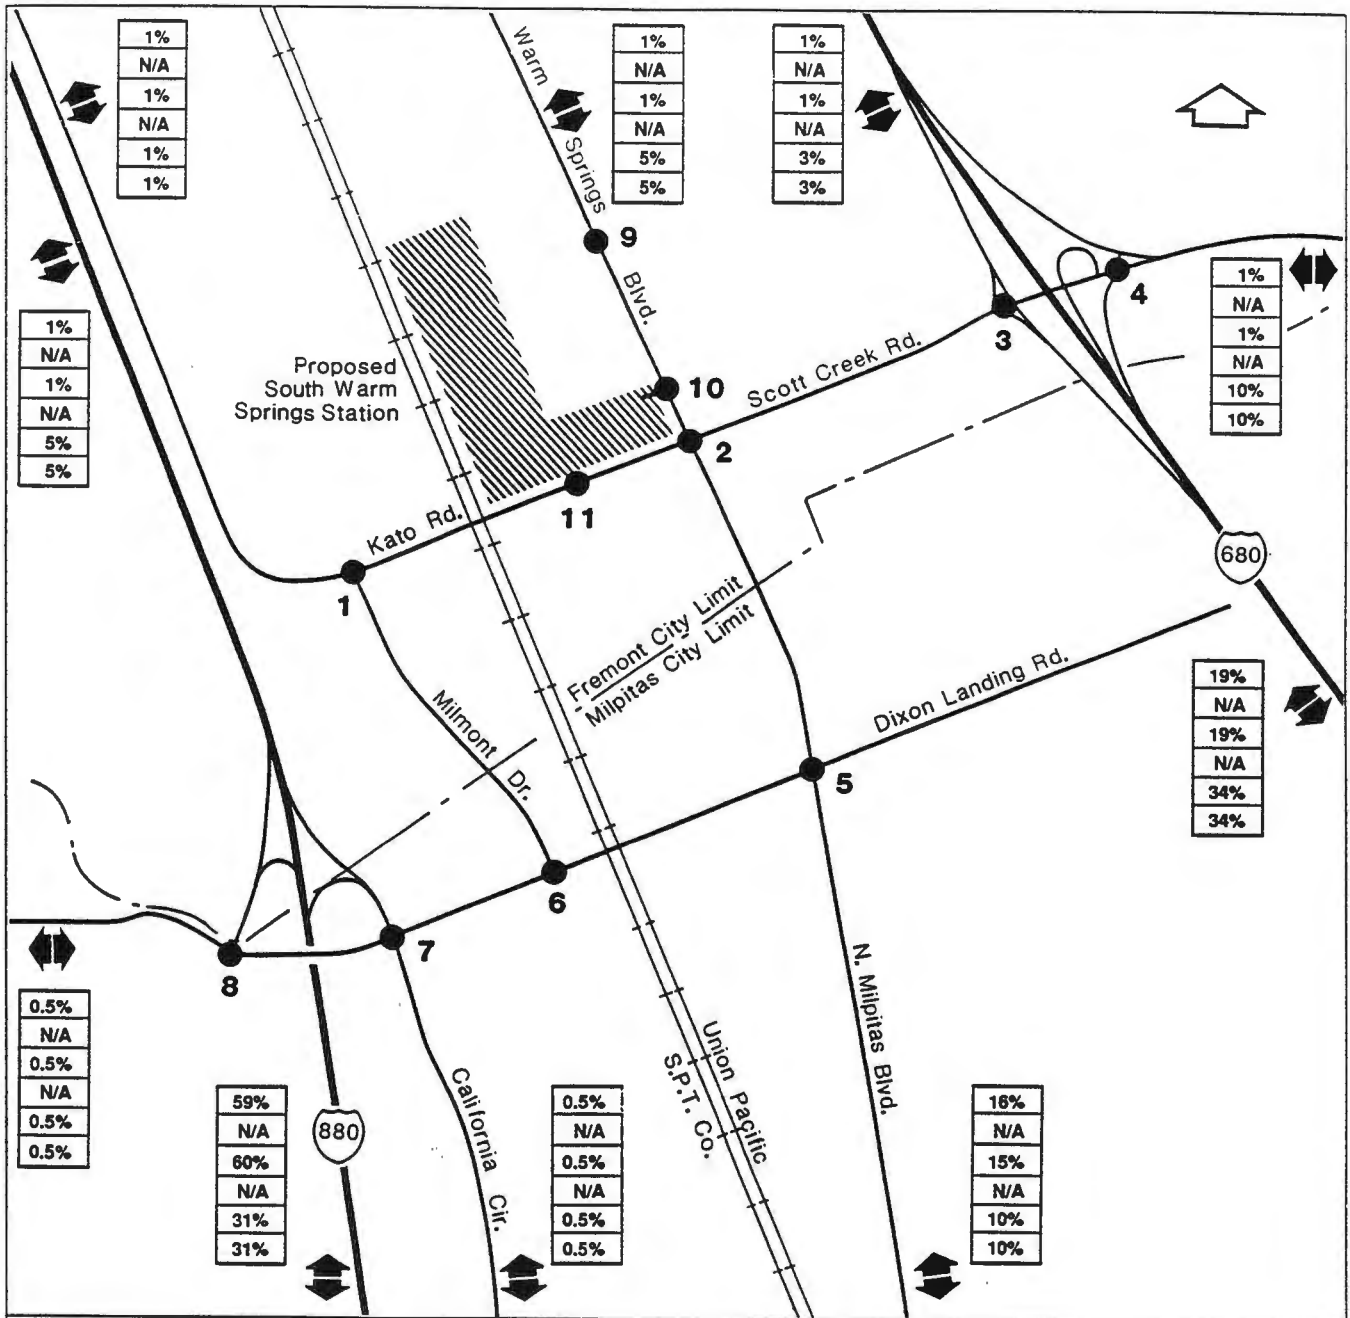 1%
N/A
1%
N/A
1%
1%
Warm Springs Blvd.
1%
N/A
1%
N/A
5%
5%
1%
N/A
1%
N/A
3%
3%
9
4
3
1%
N/A
1%
N/A
10%
10%
1%
N/A
1%
N/A
5%
5%
Proposed
South Warm
Springs Station
10
Scott Creek Rd.
2
11
Kato Rd.
1
680
Fremont City Limit
Milpitas City Limit
Dixon Landing Rd.
Milmont Dr.
19%
N/A
19%
N/A
34%
34%
5
6
7
8
N. Milpitas Blvd.
0.5%
N/A
0.5%
N/A
0.5%
0.5%
59%
N/A
60%
N/A
31%
31%
880
California Cir.
0.5%
N/A
0.5%
N/A
0.5%
0.5%
Union Pacific
S.P.T. Co.
16%
N/A
15%
N/A
10%
10%